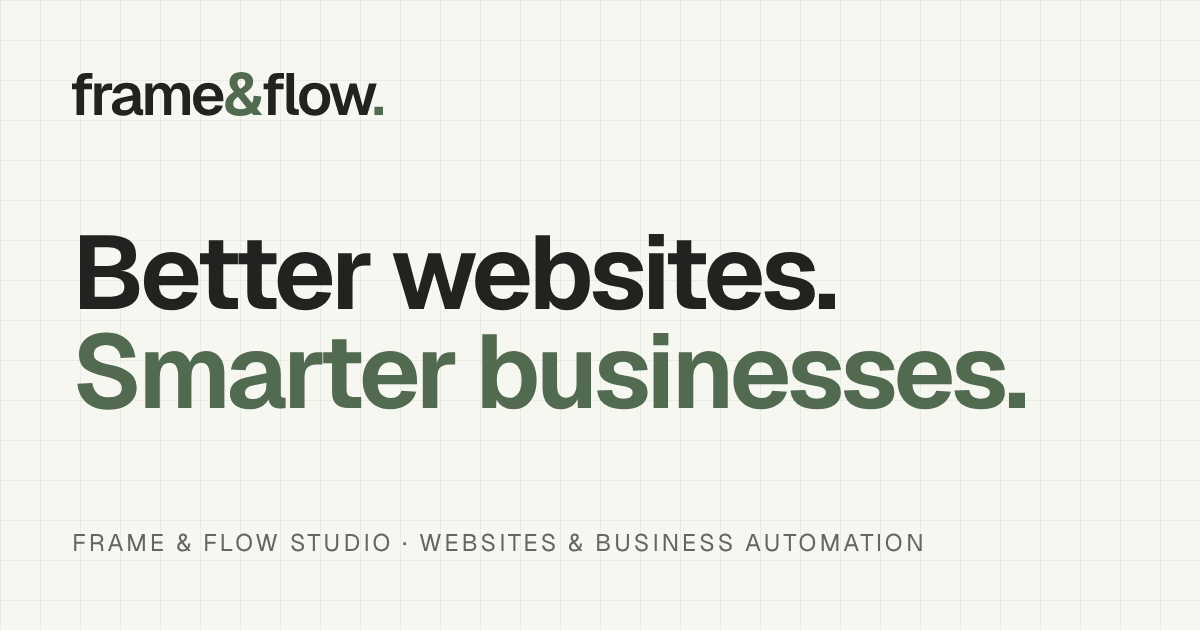 frame&flow.
Better websites.
Smarter businesses.
FRAME & FLOW STUDIO · WEBSITES & BUSINESS AUTOMATION